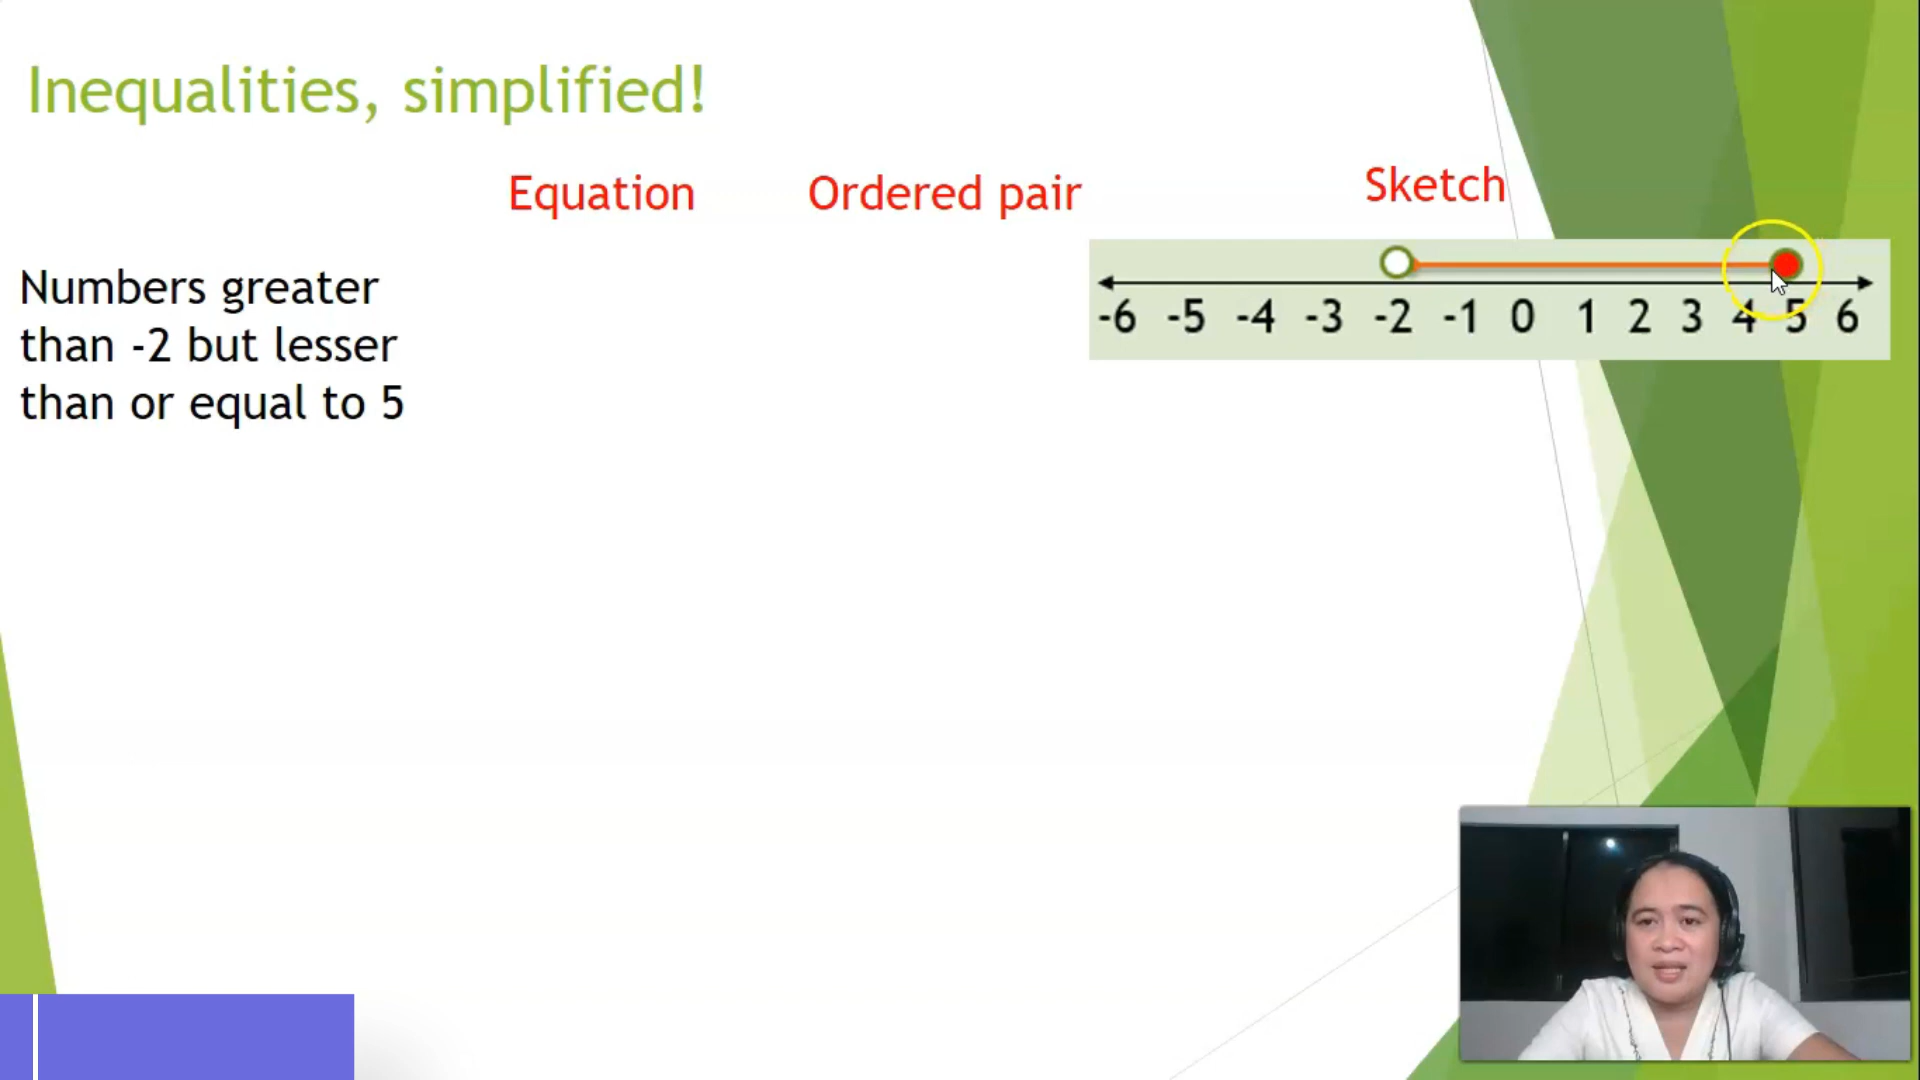 Inequalities, simplified!
Equation Ordered pair Sketch
Numbers greater
than -2 but lesser
than or equal to 5
-6 -5 -4 -3 -2 -1 0 1 2 3 4 5 6